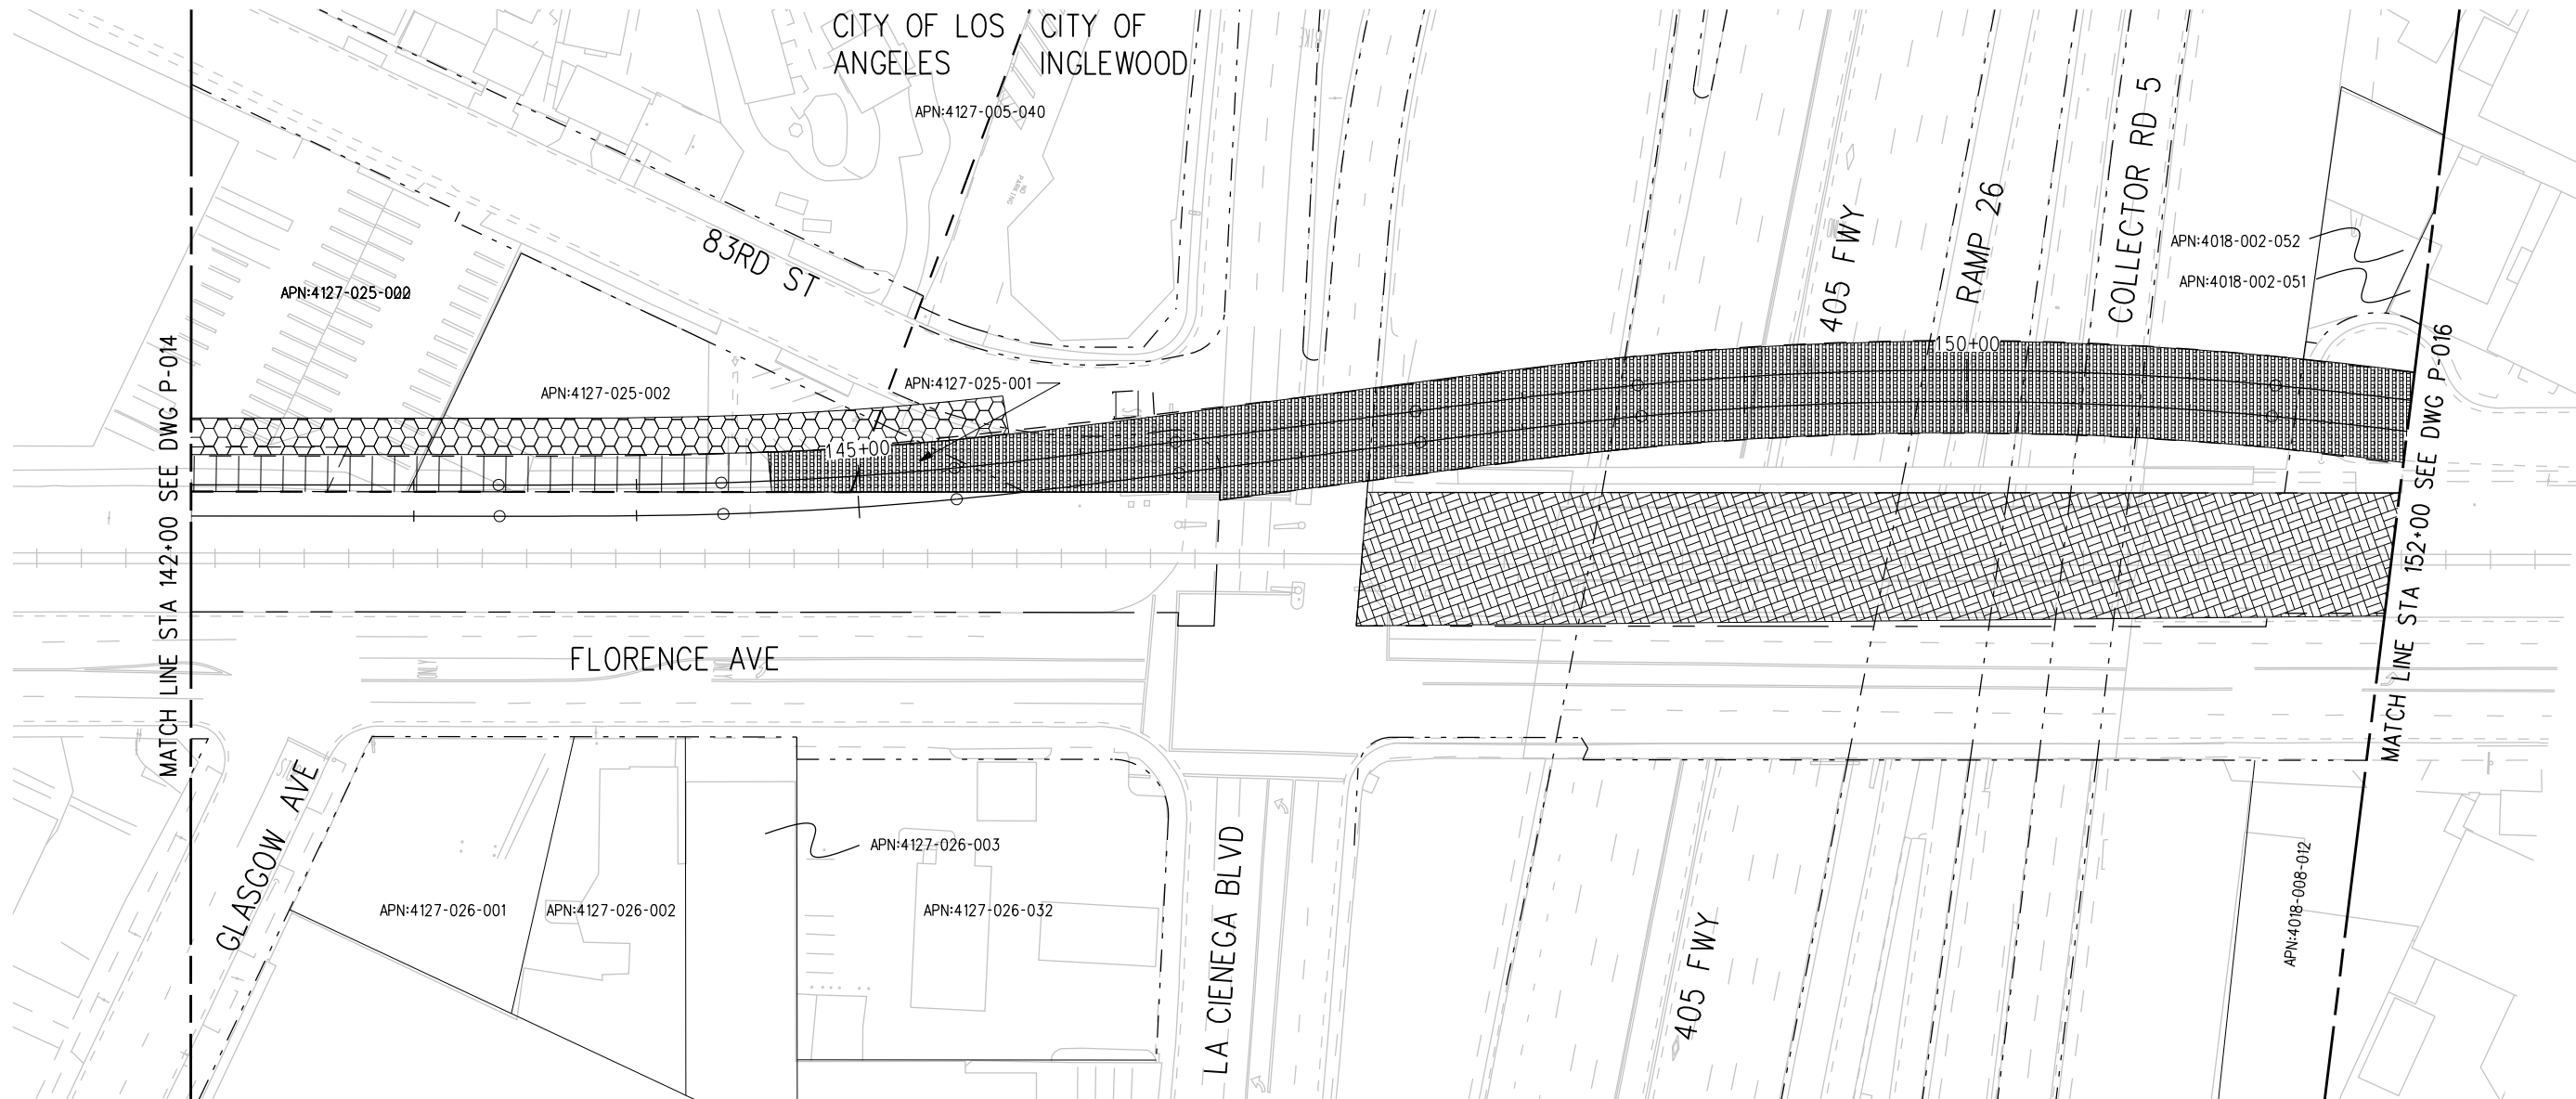 CITY OF LOS ANGELES
CITY OF INGLEWOOD
APN:4127-005-040
NO PARKING
83RD ST
405 FWY
RAMP 26
COLLECTOR RD 5
APN:4018-002-052
APN:4018-002-051
APN:4127-025-002
APN:4127-025-001
150+00
145+00
MATCH LINE STA 142+00 SEE DWG P-014
MATCH LINE STA 152+00 SEE DWG P-016
FLORENCE AVE
GLASGOW AVE
APN:4127-026-003
APN:4127-026-001
APN:4127-026-002
APN:4127-026-032
LA CIENEGA BLVD
405 FWY
APN:4018-008-012